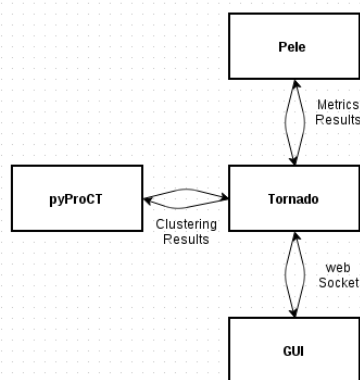 Pele
Metrics
Results
pyProCT
Tornado
Clustering
Results
web
Socket
GUI